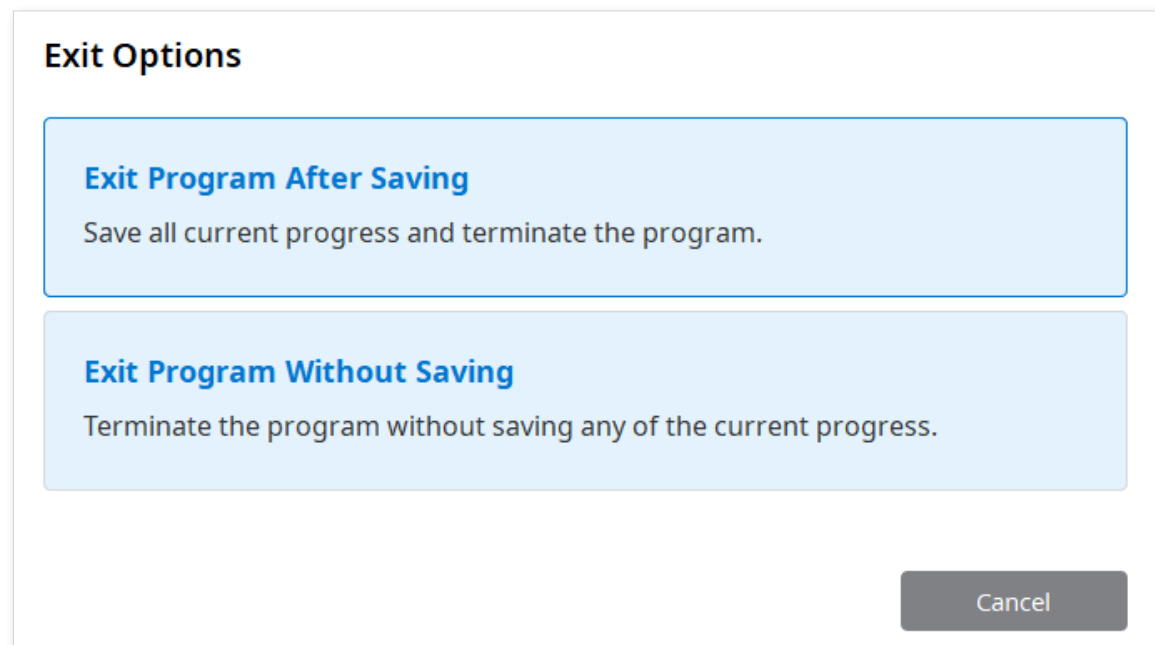 Exit Options
Exit Program After Saving
Save all current progress and terminate the program.
Exit Program Without Saving
Terminate the program without saving any of the current progress.
Cancel